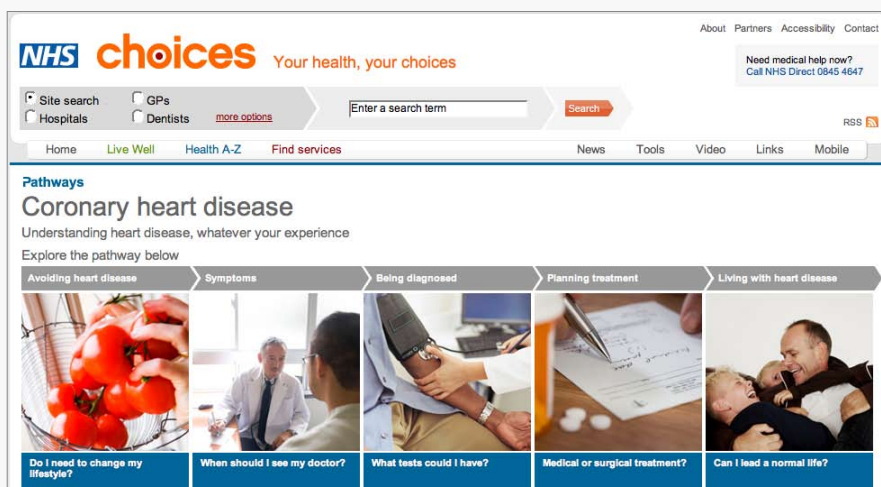 About Partners Accessibility Contact
NHS choices Your health, your choices
Need medical help now?
Call NHS Direct 0845 4647
Site search GPs
Hospitals Dentists more options
Enter a search term Search
RSS
Home Live Well Health A-Z Find services News Tools Video Links Mobile
Pathways
Coronary heart disease
Understanding heart disease, whatever your experience
Explore the pathway below
Avoiding heart disease Symptoms Being diagnosed Planning treatment Living with heart disease
Do I need to change my
lifestyle?
When should I see my doctor?
What tests could I have?
Medical or surgical treatment?
Can I lead a normal life?